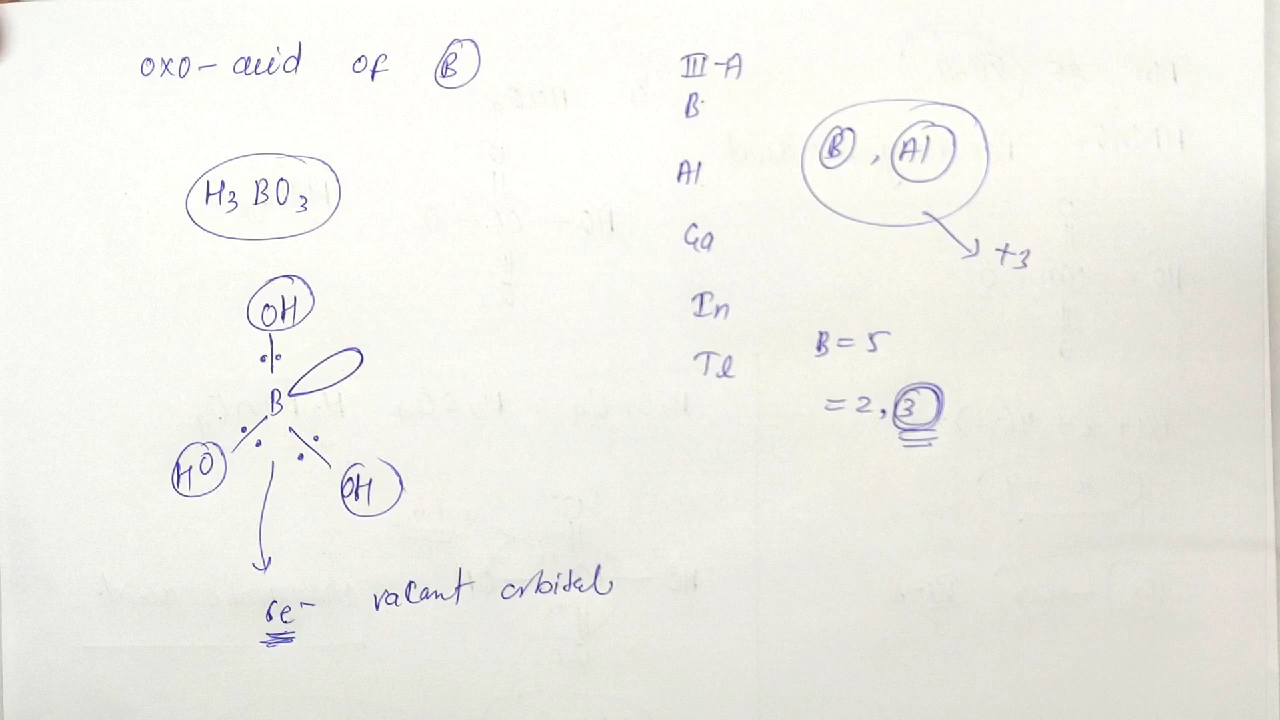 oxo-acid of B
H₃BO₃
OH
B
HO
OH
6e⁻ vacant orbital
III-A
B
Al
Ga
In
Tl
B, Al
+3
B = 5
= 2, 3